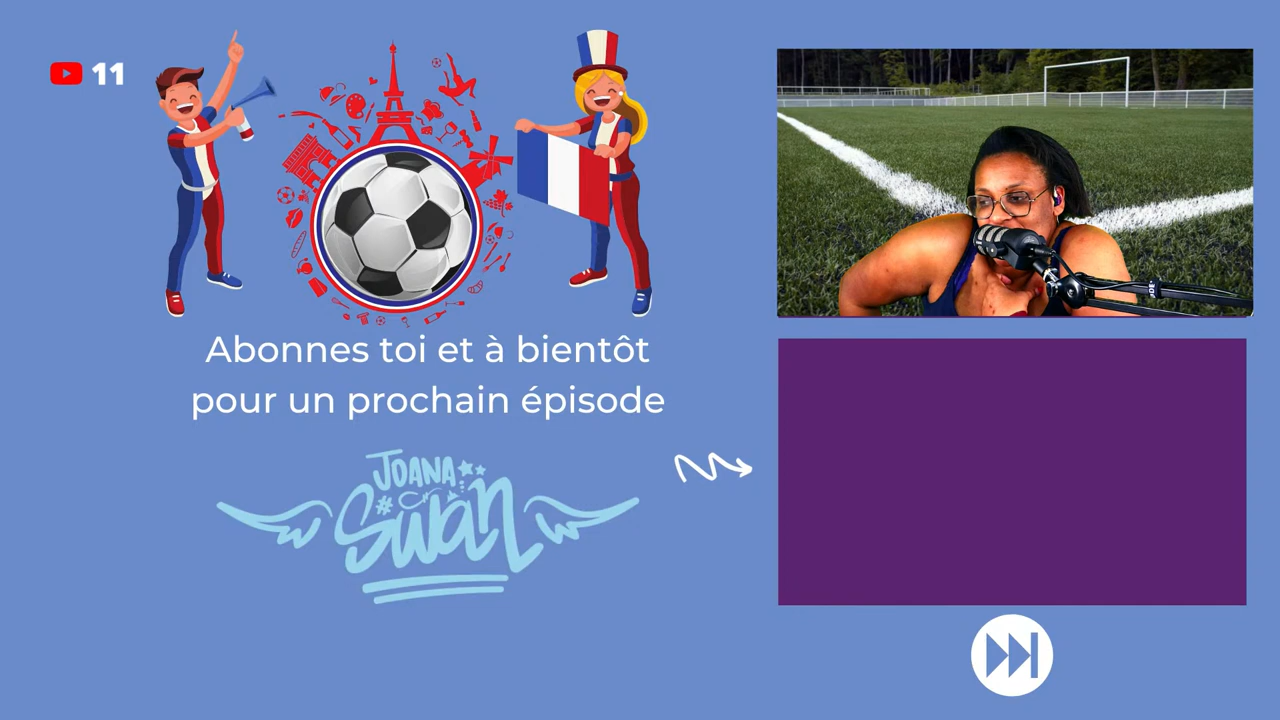 11
Abonnes toi et à bientôt
pour un prochain épisode
JOANA
#Swan